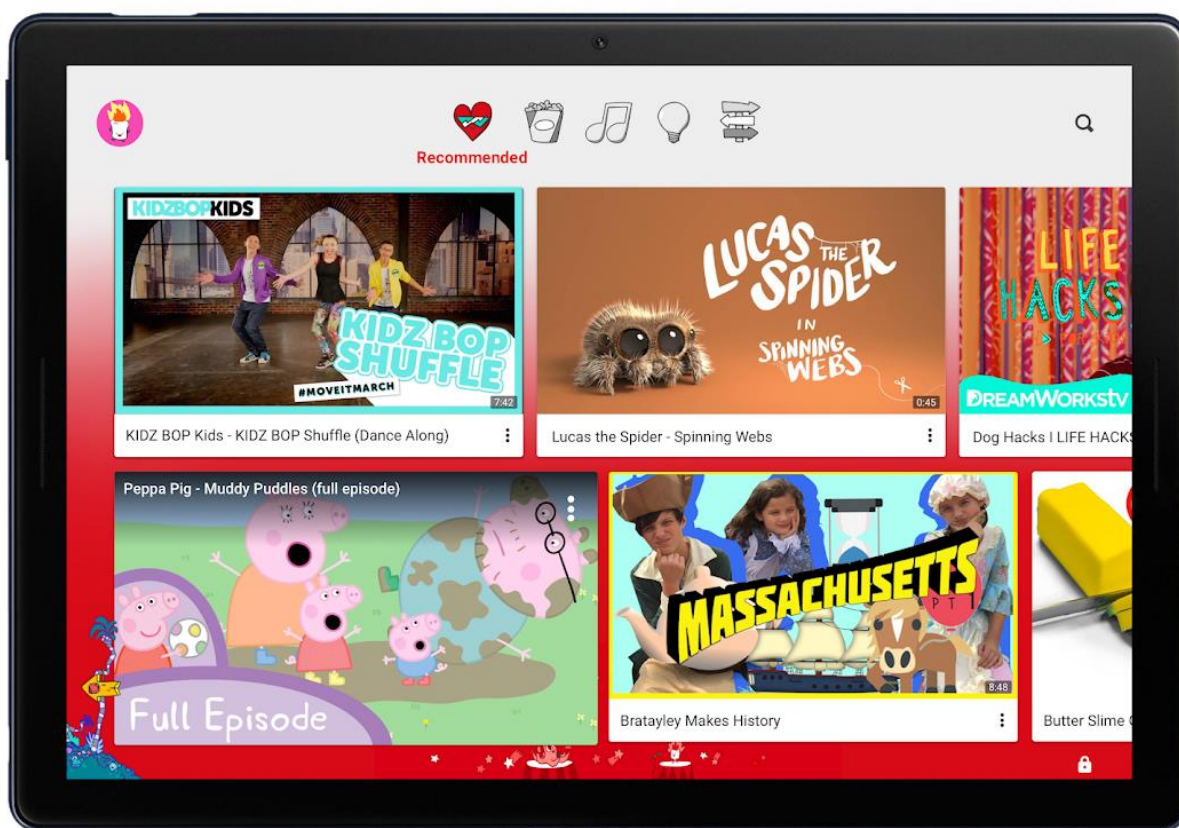 Recommended
KIDZBOPKIDS
KIDZ BOP
SHUFFLE
#MOVEITMARCH
7:42
KIDZ BOP Kids - KIDZ BOP Shuffle (Dance Along)
LUCAS
THE
SPIDER
IN
SPINNING
WEBS
0:45
Lucas the Spider - Spinning Webs
LIFE
HACKS
DREAMWORKStv
Dog Hacks I LIFE HACKS
Peppa Pig - Muddy Puddles (full episode)
Full Episode
MASSACHUSETTS
PT 1
8:48
Bratayley Makes History
Butter Slime